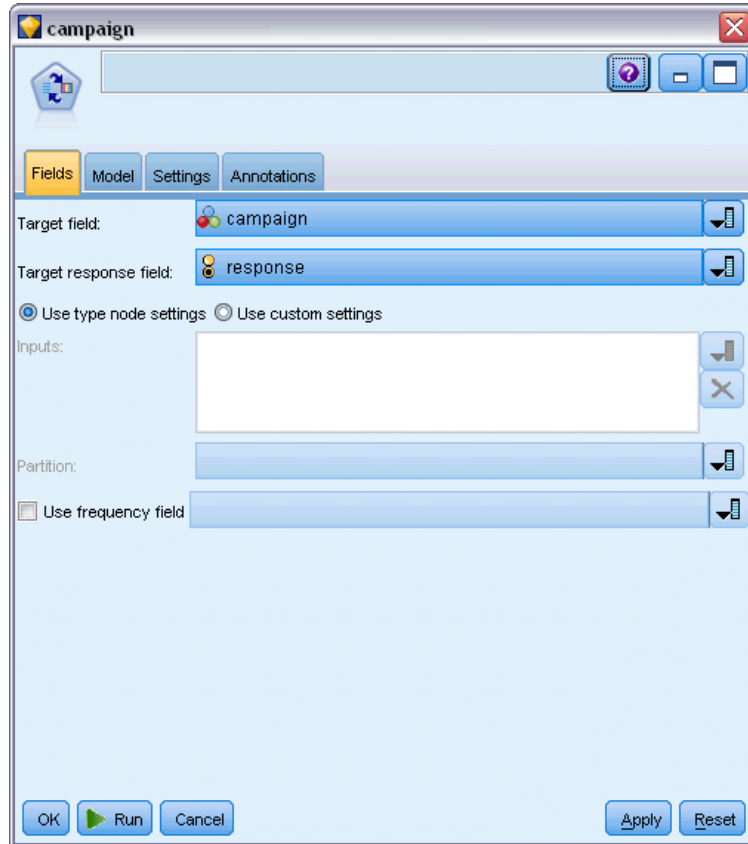 campaign
Fields Model Settings Annotations
Target field: campaign
Target response field: response
Use type node settings Use custom settings
Inputs:
Partition:
Use frequency field
OK Run Cancel Apply Reset